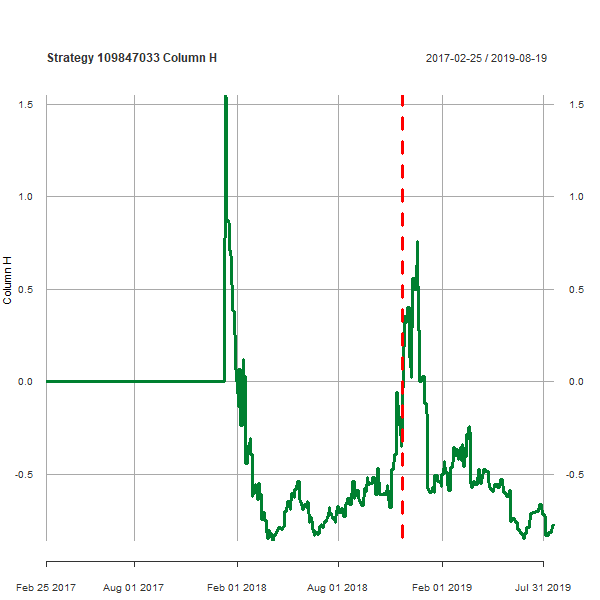 Strategy 109847033 Column H
2017-02-25 / 2019-08-19
Column H
1.5
1.0
0.5
0.0
-0.5
1.5
1.0
0.5
0.0
-0.5
Feb 25 2017
Aug 01 2017
Feb 01 2018
Aug 01 2018
Feb 01 2019
Jul 31 2019